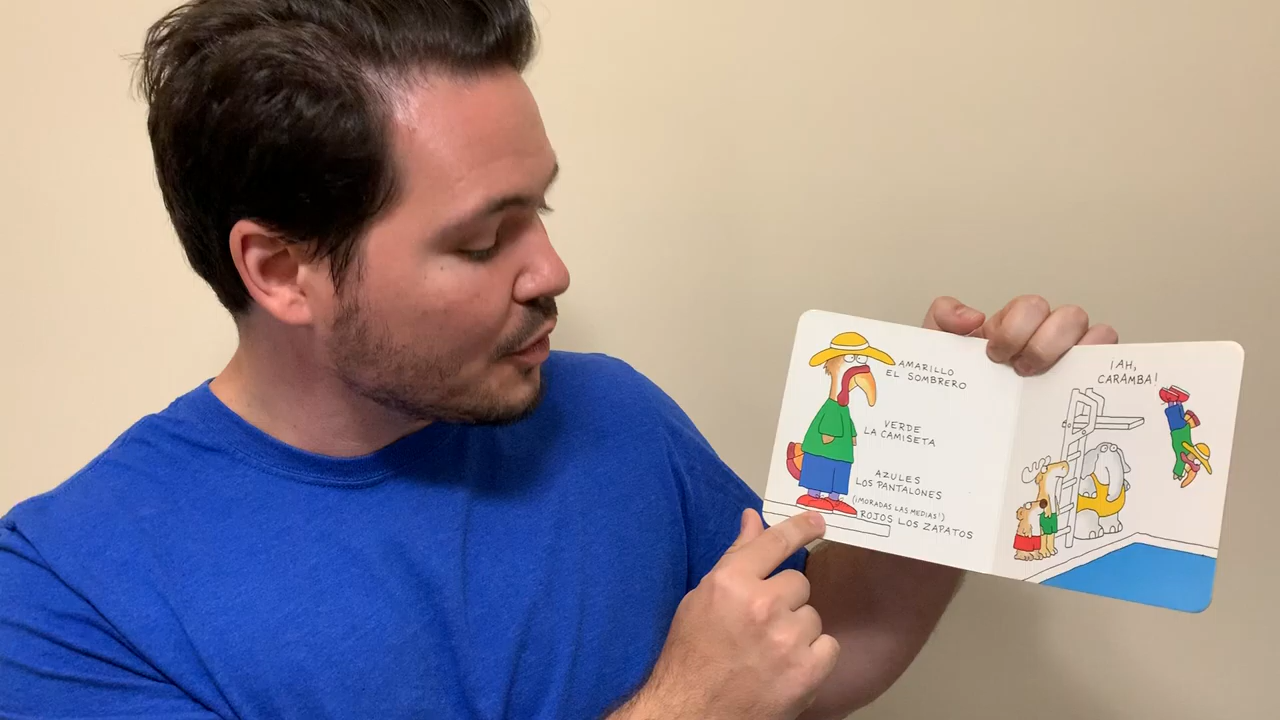 AMARILLO
EL SOMBRERO
VERDE
LA CAMISETA
AZULES
LOS PANTALONES
(¡MORADAS LAS MEDIAS!)
ROJOS LOS ZAPATOS
¡AH,
CARAMBA!